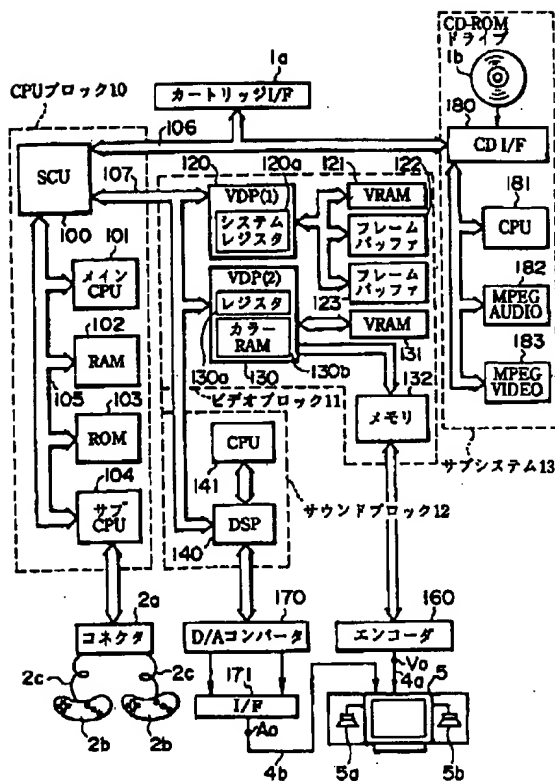 CD-ROM
ドライブ
1b
1a
CPUブロック10
カートリッジI/F
180
106
CD I/F
107
120
120a
121
122
SCU
VDP(1)
VRAM
システム
レジスタ
フレーム
バッファ
181
CPU
100
101
メイン
CPU
VDP(2)
レジスタ
カラー
RAM
フレーム
バッファ
123
182
MPEG
AUDIO
102
RAM
VRAM
131
183
MPEG
VIDEO
130a
130
130b
132
105
103
ビデオブロック11
メモリ
ROM
CPU
サブシステム13
104
141
サウンドブロック12
サブ
CPU
DSP
140
2a
170
160
コネクタ
D/Aコンバータ
エンコーダ
2c
2c
171
I/F
Vo
4a
5
Ao
2b
2b
4b
5a
5b